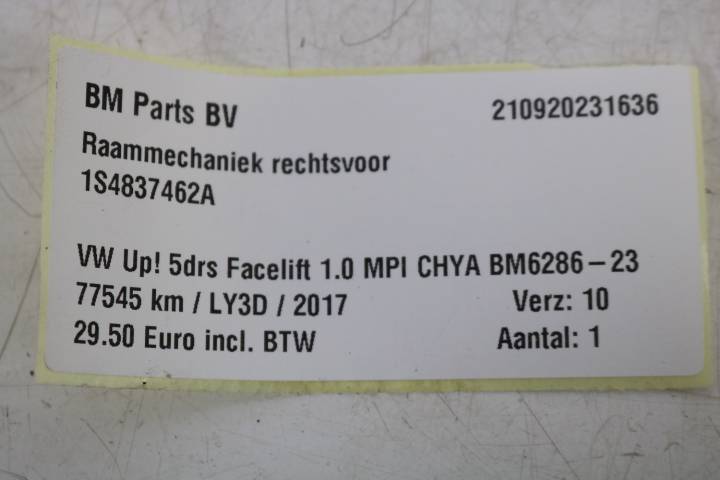 BM Parts BV 210920231636
Raammechaniek rechtsvoor
1S4837462A
VW Up! 5drs Facelift 1.0 MPI CHYA BM6286-23
77545 km / LY3D / 2017 Verz: 10
29.50 Euro incl. BTW Aantal: 1